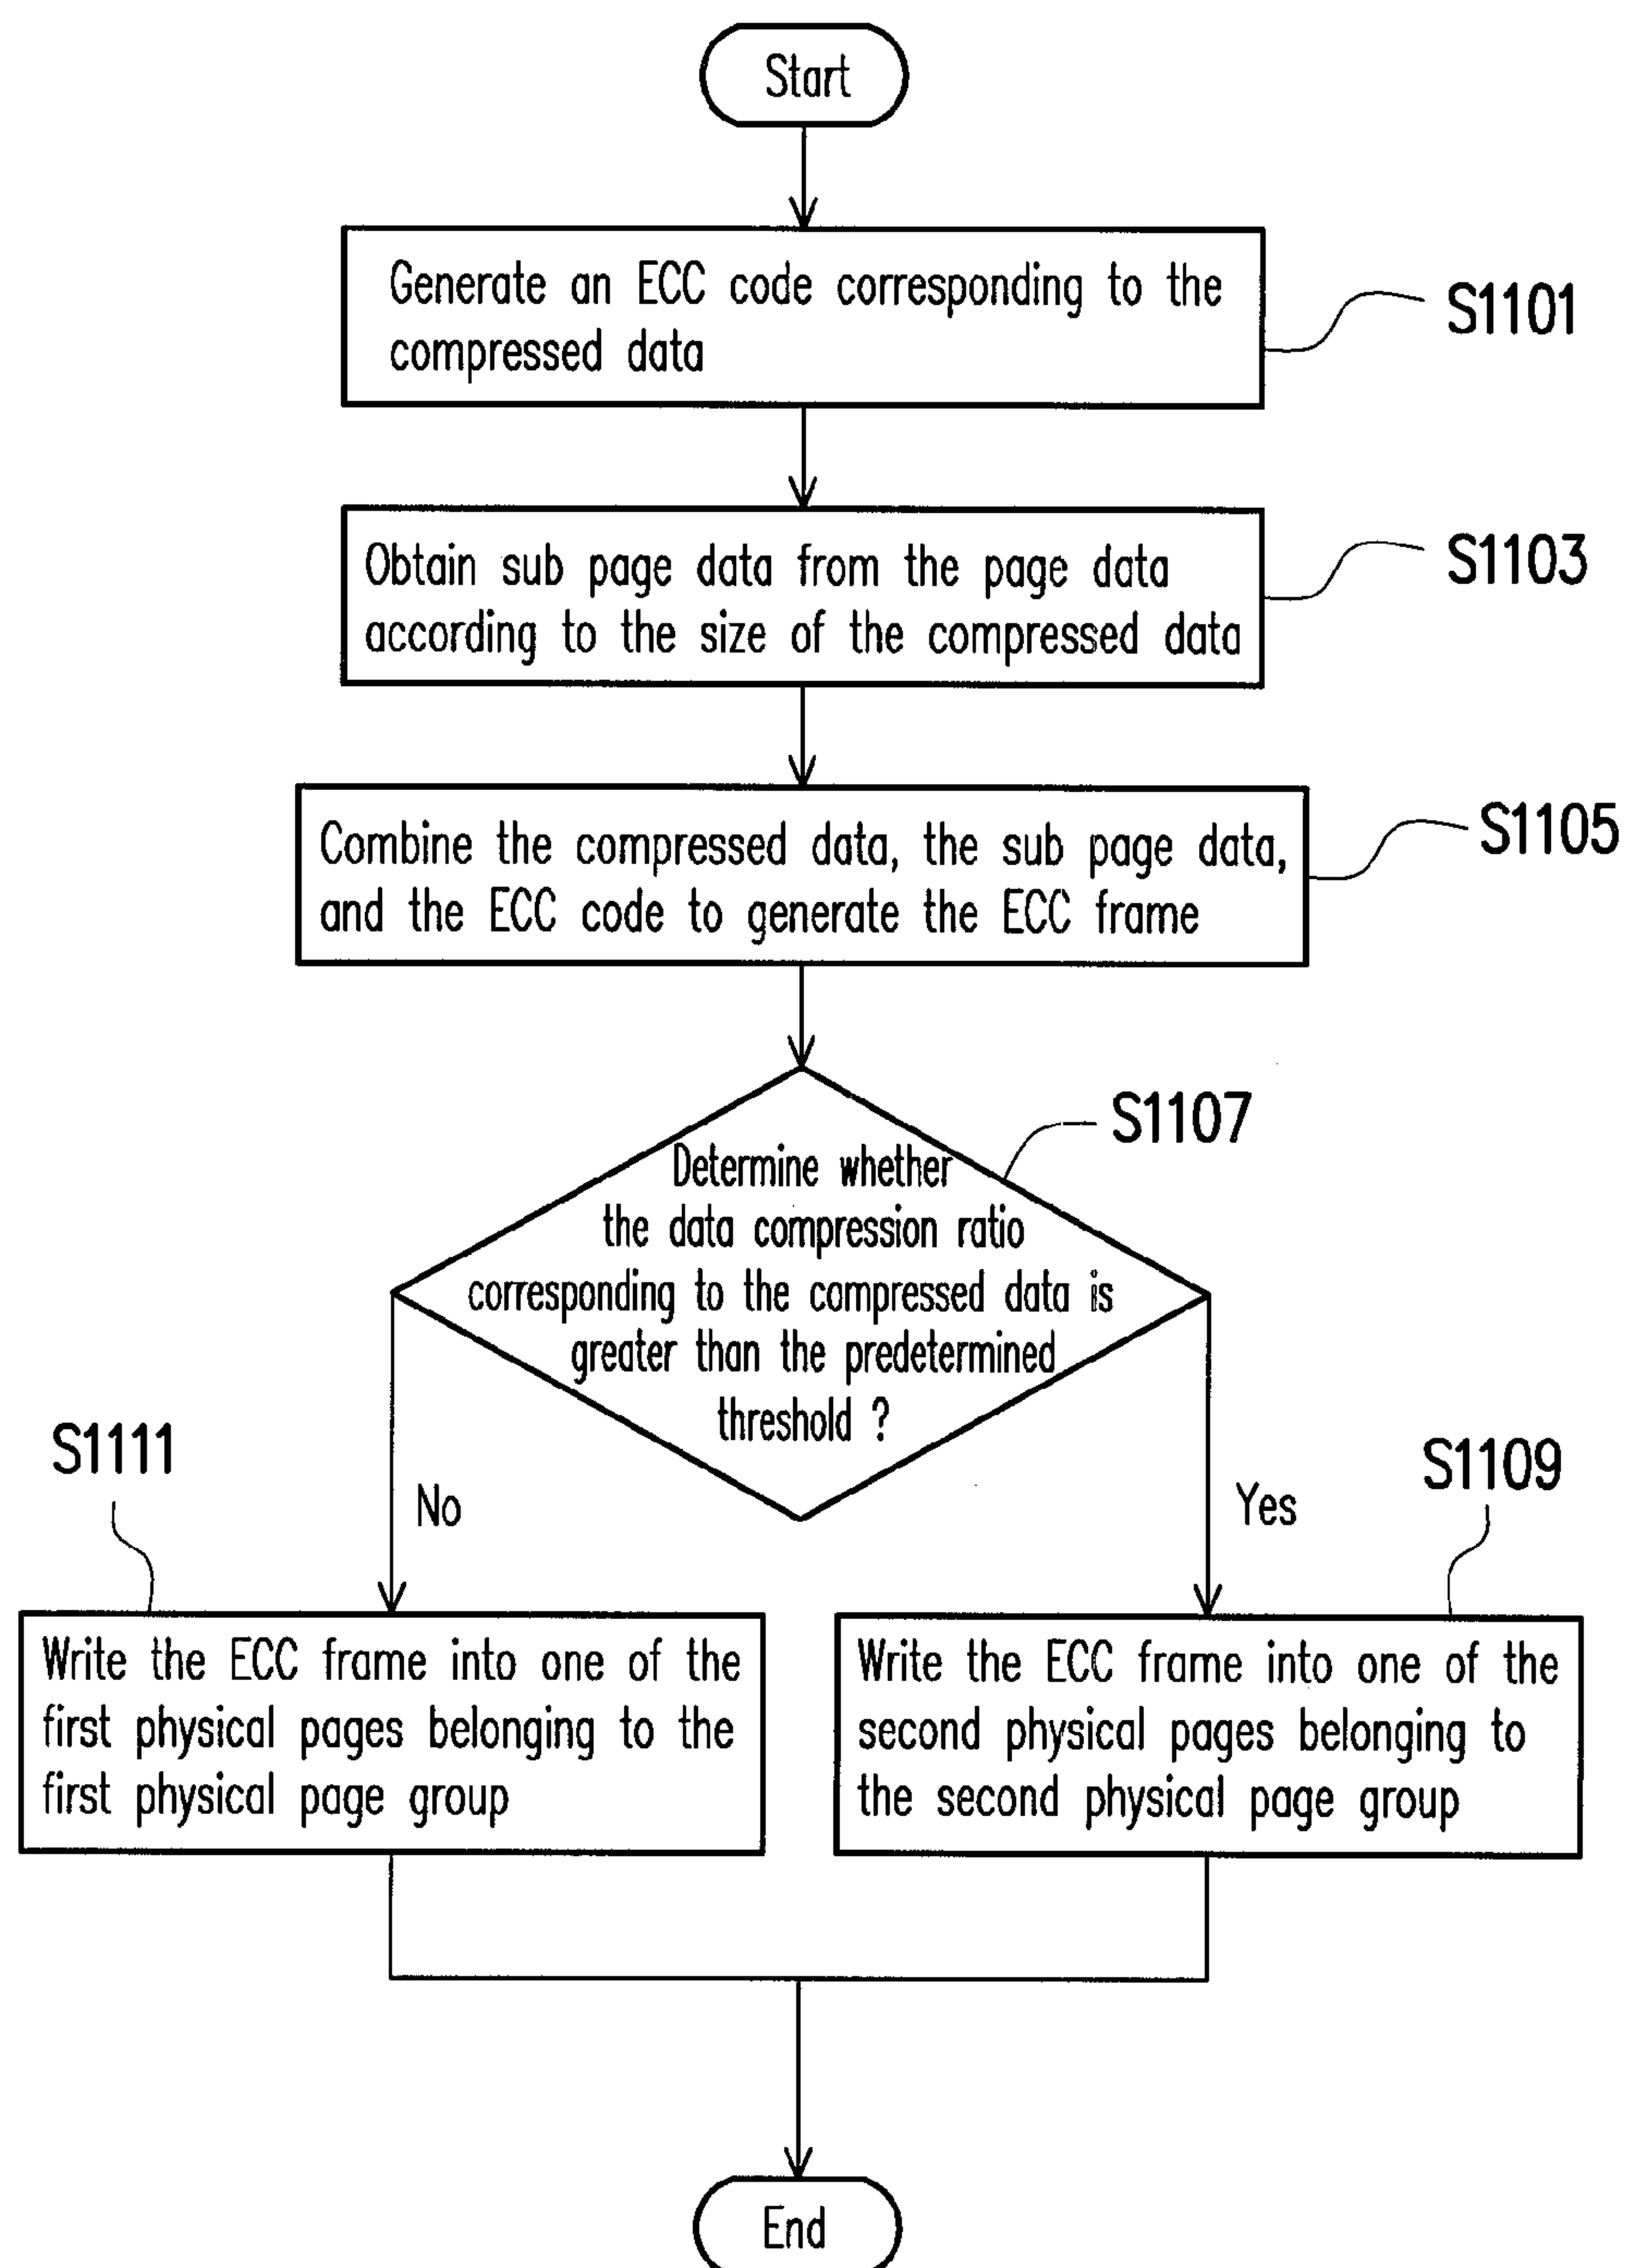 Start
Generate an ECC code corresponding to the
compressed data
S1101
Obtain sub page data from the page data
according to the size of the compressed data
S1103
Combine the compressed data, the sub page data,
and the ECC code to generate the ECC frame
S1105
Determine whether
the data compression ratio
corresponding to the compressed data is
greater than the predetermined
threshold ?
S1107
No
Yes
S1111
Write the ECC frame into one of the
first physical pages belonging to the
first physical page group
S1109
Write the ECC frame into one of the
second physical pages belonging to
the second physical page group
End